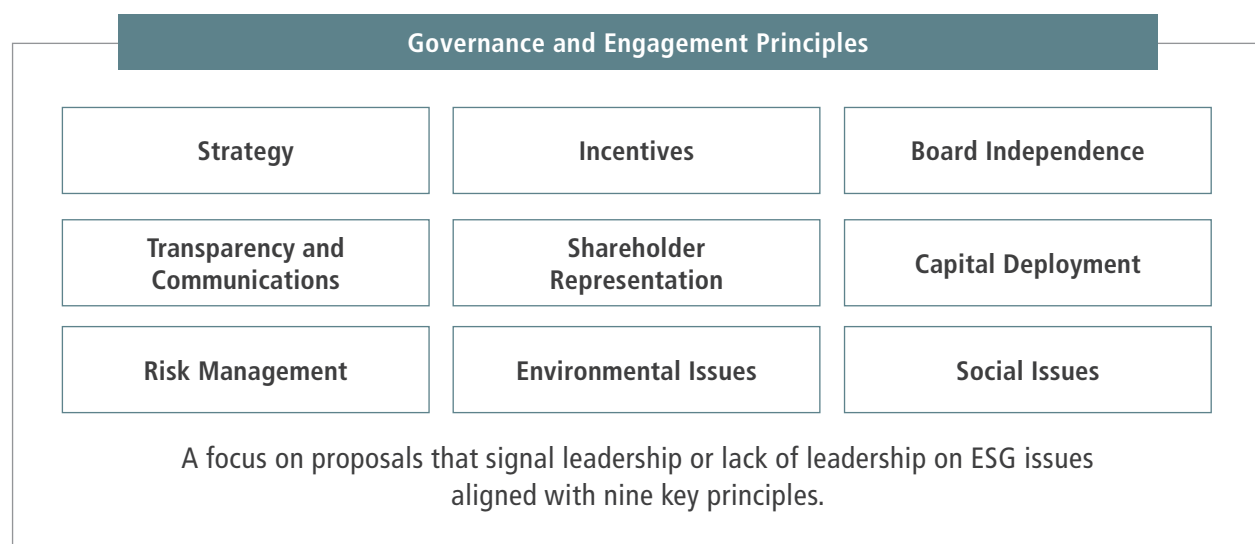 Governance and Engagement Principles
Strategy
Incentives
Board Independence
Transparency and
Communications
Shareholder
Representation
Capital Deployment
Risk Management
Environmental Issues
Social Issues
A focus on proposals that signal leadership or lack of leadership on ESG issues
aligned with nine key principles.